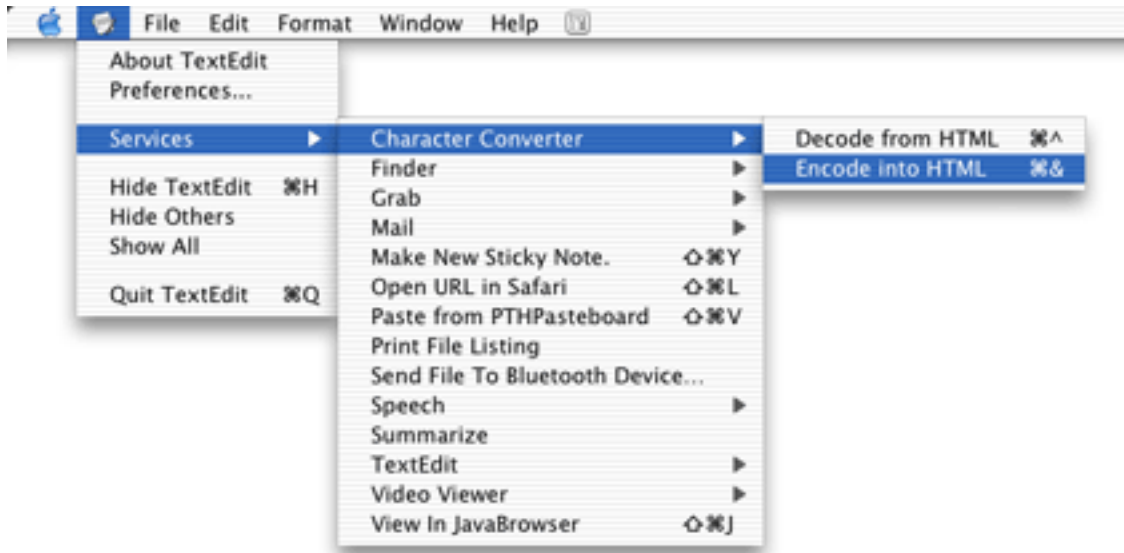 File Edit Format Window Help
About TextEdit
Preferences...
Services
Hide TextEdit ⌘H
Hide Others
Show All
Quit TextEdit ⌘Q
Character Converter
Finder
Grab
Mail
Make New Sticky Note. ⇧⌘Y
Open URL in Safari ⇧⌘L
Paste from PTHPasteboard ⇧⌘V
Print File Listing
Send File To Bluetooth Device...
Speech
Summarize
TextEdit
Video Viewer
View In JavaBrowser ⇧⌘J
Decode from HTML ⌘^
Encode into HTML ⌘&